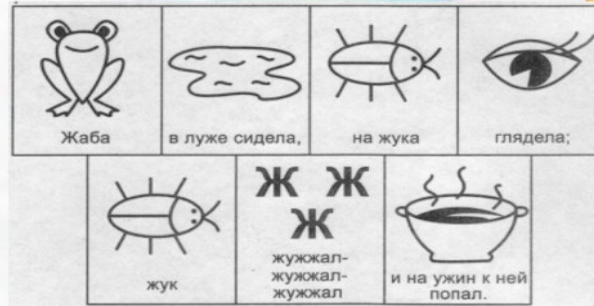 Жаба
в луже сидела,
на жука
глядела;
Ж Ж
Ж
жук
жужжал-
жужжал-
жужжал
и на ужин к ней
попал.